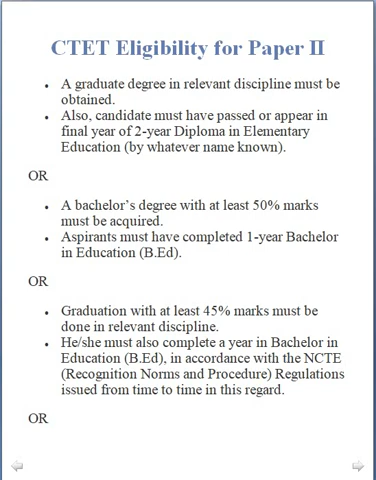 CTET Eligibility for Paper II
• A graduate degree in relevant discipline must be
obtained.
• Also, candidate must have passed or appear in
final year of 2-year Diploma in Elementary
Education (by whatever name known).
OR
• A bachelor's degree with at least 50% marks
must be acquired.
• Aspirants must have completed 1-year Bachelor
in Education (B.Ed).
OR
• Graduation with at least 45% marks must be
done in relevant discipline.
• He/she must also complete a year in Bachelor in
Education (B.Ed), in accordance with the NCTE
(Recognition Norms and Procedure) Regulations
issued from time to time in this regard.
OR